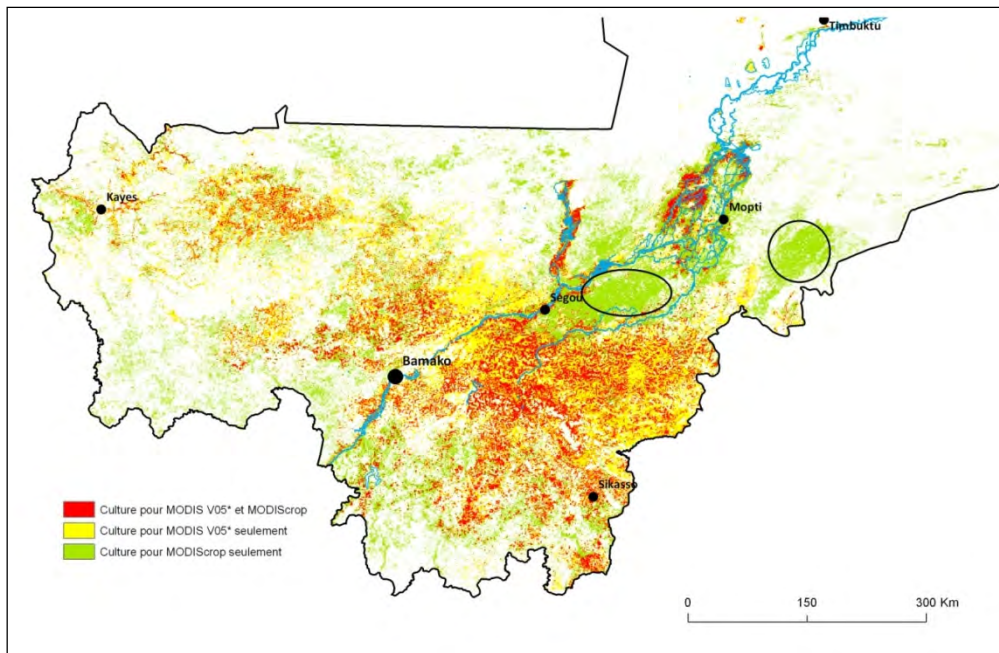 Timbuktu
Kayes
Mopti
Ségou
Bamako
Sikasso
Culture pour MODIS V05* et MODIScrop
Culture pour MODIS V05* seulement
Culture pour MODIScrop seulement
0 150 300 Km